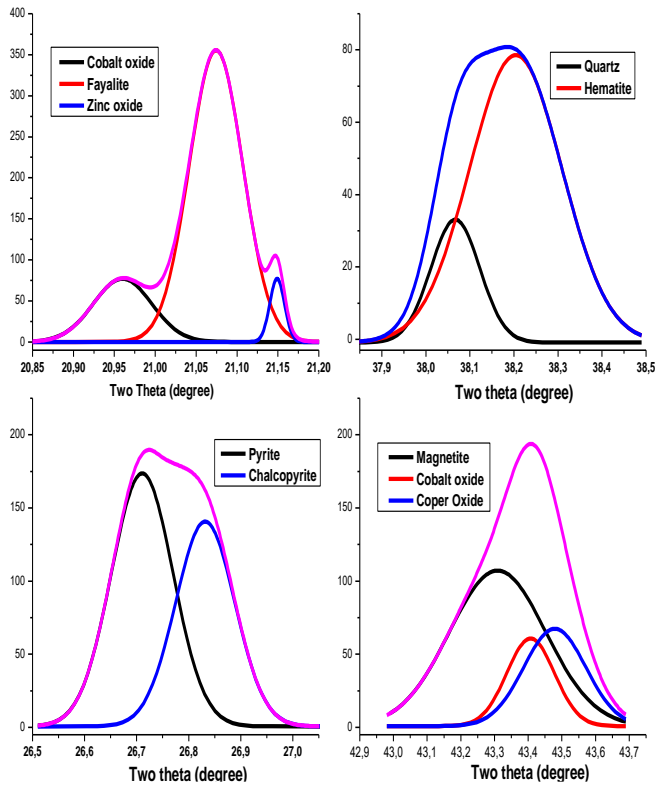 400
350
300
250
200
150
100
50
0
Cobalt oxide
Fayalite
Zinc oxide
20,85 20,90 20,95 21,00 21,05 21,10 21,15 21,20
Two Theta (degree)
80
60
40
20
0
Quartz
Hematite
37,9 38,0 38,1 38,2 38,3 38,4 38,5
Two theta (degree)
200
150
100
50
0
Pyrite
Chalcopyrite
26,5 26,6 26,7 26,8 26,9 27,0
Two theta (degree)
200
150
100
50
0
Magnetite
Cobalt oxide
Coper Oxide
42,9 43,0 43,1 43,2 43,3 43,4 43,5 43,6 43,7
Two theta (degree)